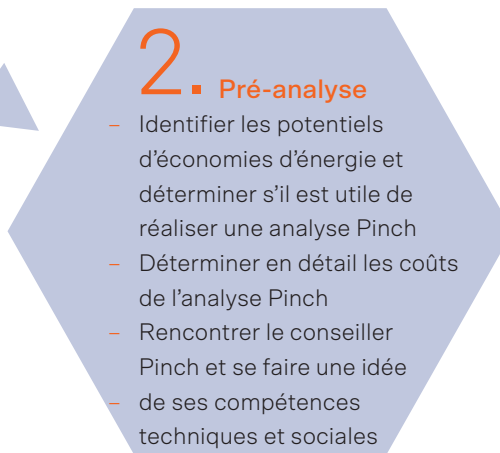 2. Pré-analyse
– Identifier les potentiels
d’économies d’énergie et
déterminer s’il est utile de
réaliser une analyse Pinch
– Déterminer en détail les coûts
de l’analyse Pinch
– Rencontrer le conseiller
Pinch et se faire une idée
– de ses compétences
techniques et sociales